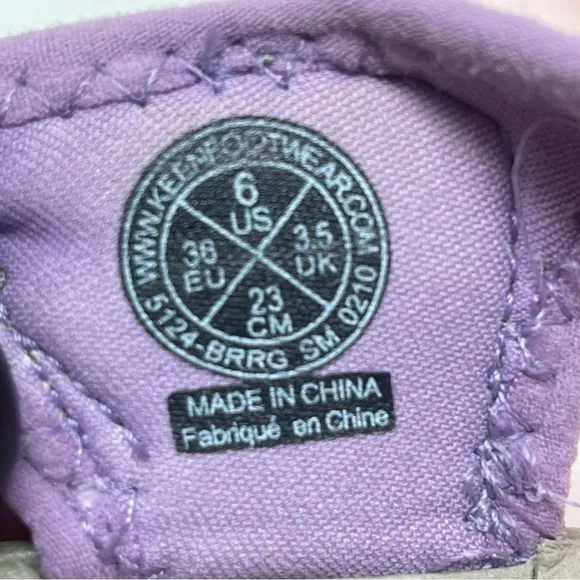 WWW.KEENFOOTWEAR.COM
6
US
38
EU
3.5
UK
23
CM
5124-BRRG SM 0210
MADE IN CHINA
Fabriqué en Chine